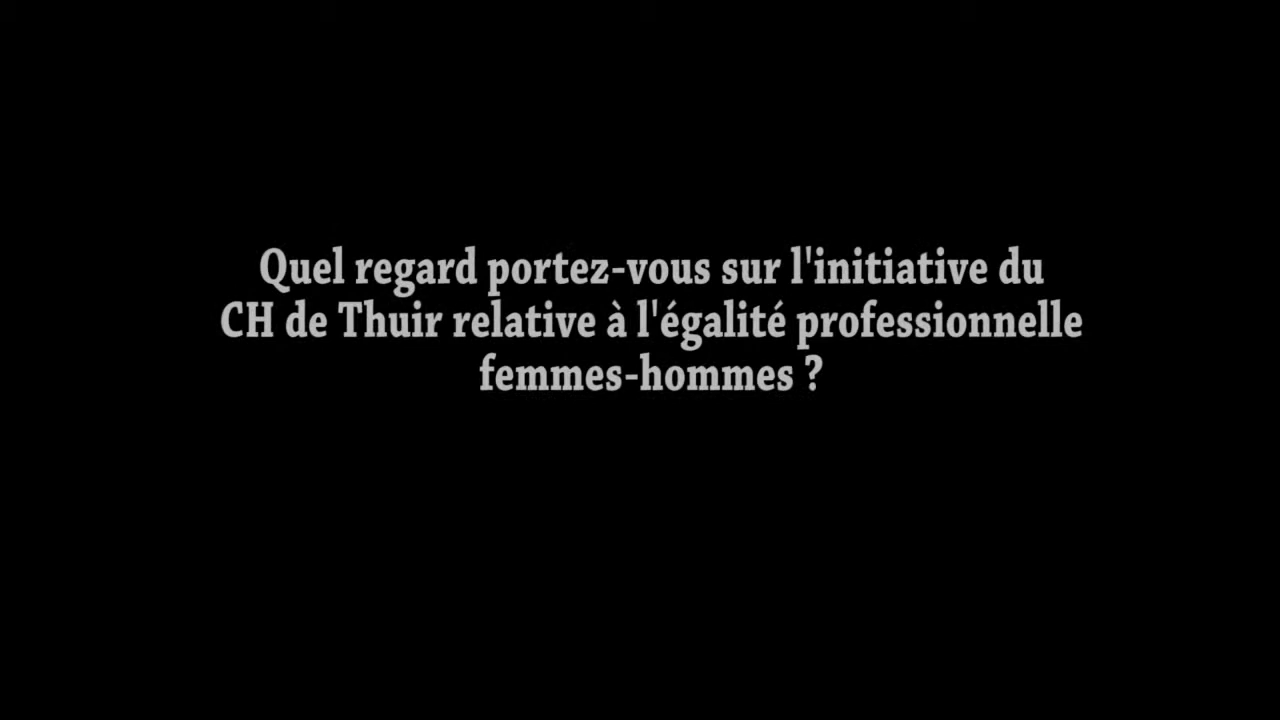 Quel regard portez-vous sur l'initiative du
CH de Thuir relative à l'égalité professionnelle
femmes-hommes ?